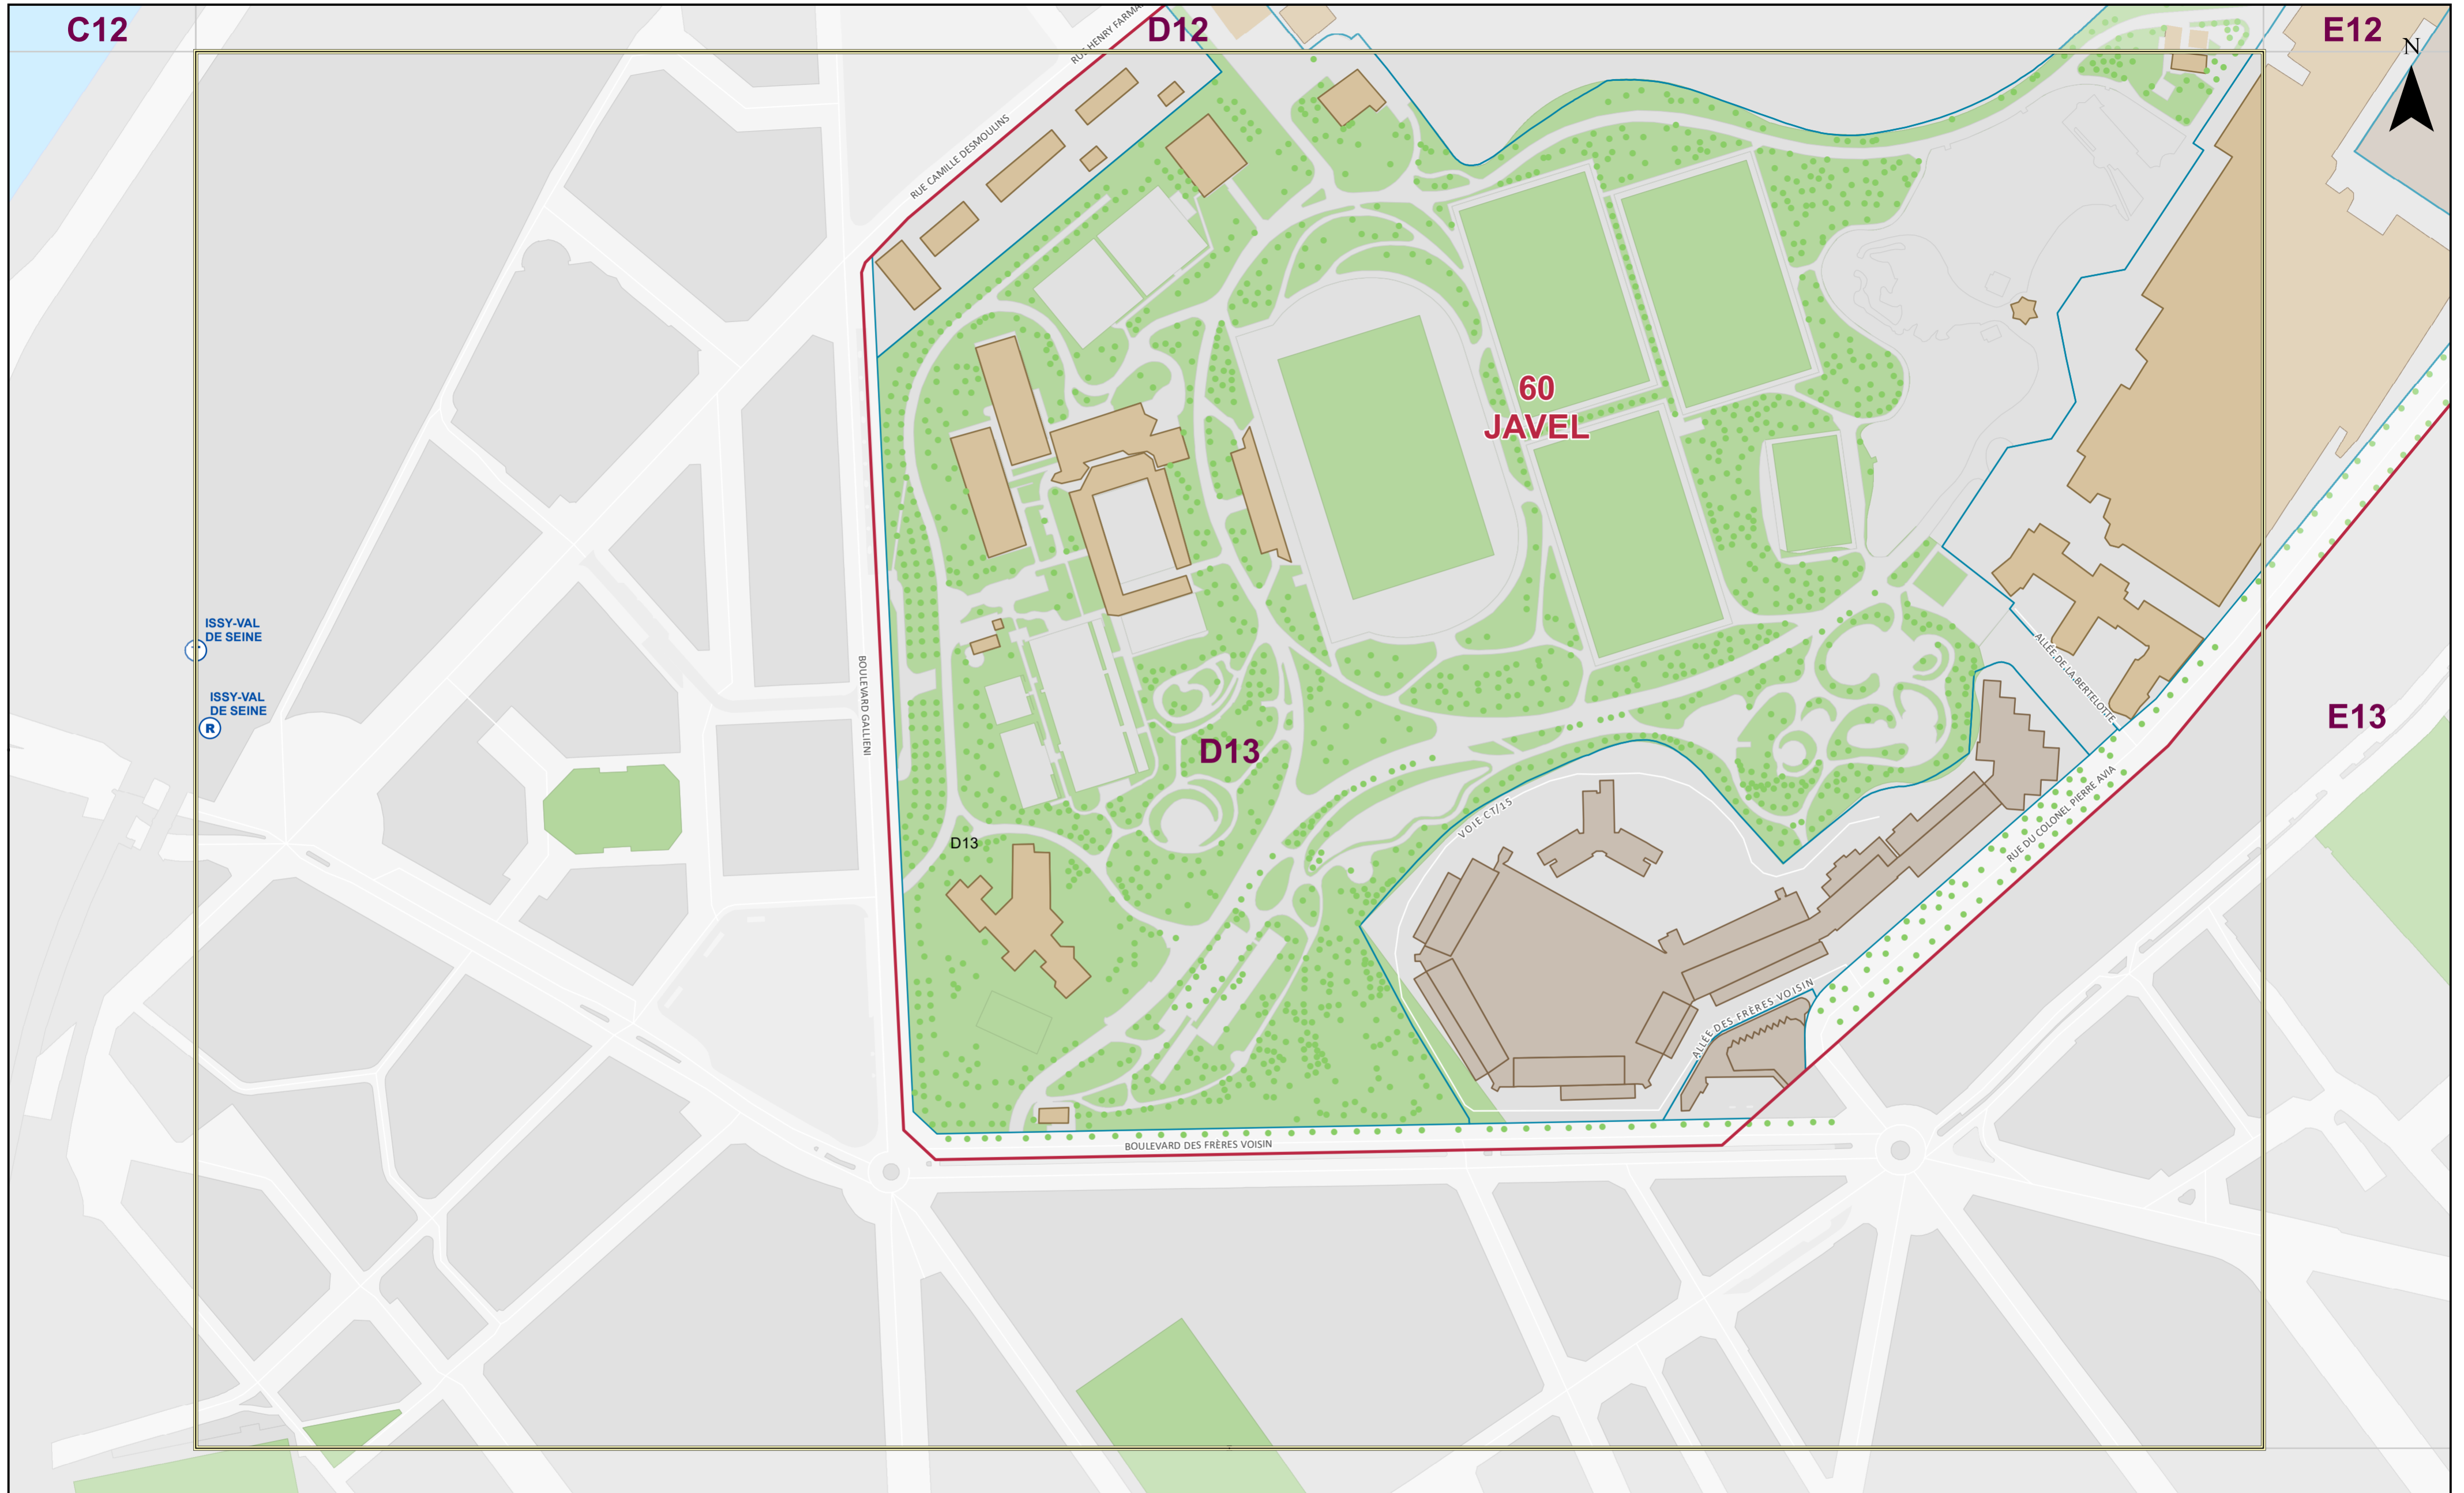 C12
D12
E12
N
RUE HENRY FARMAN
RUE CAMILLE DESMOULINS
60
JAVEL
ISSY-VAL
DE SEINE
ISSY-VAL
DE SEINE
R
BOULEVARD GALLIENI
ALLÉE DE LA BERTELOTTE
E13
D13
VOIE CT/15
RUE DU COLONEL PIERRE AVIA
D13
ALLÉE DES FRÈRES VOISIN
BOULEVARD DES FRÈRES VOISIN